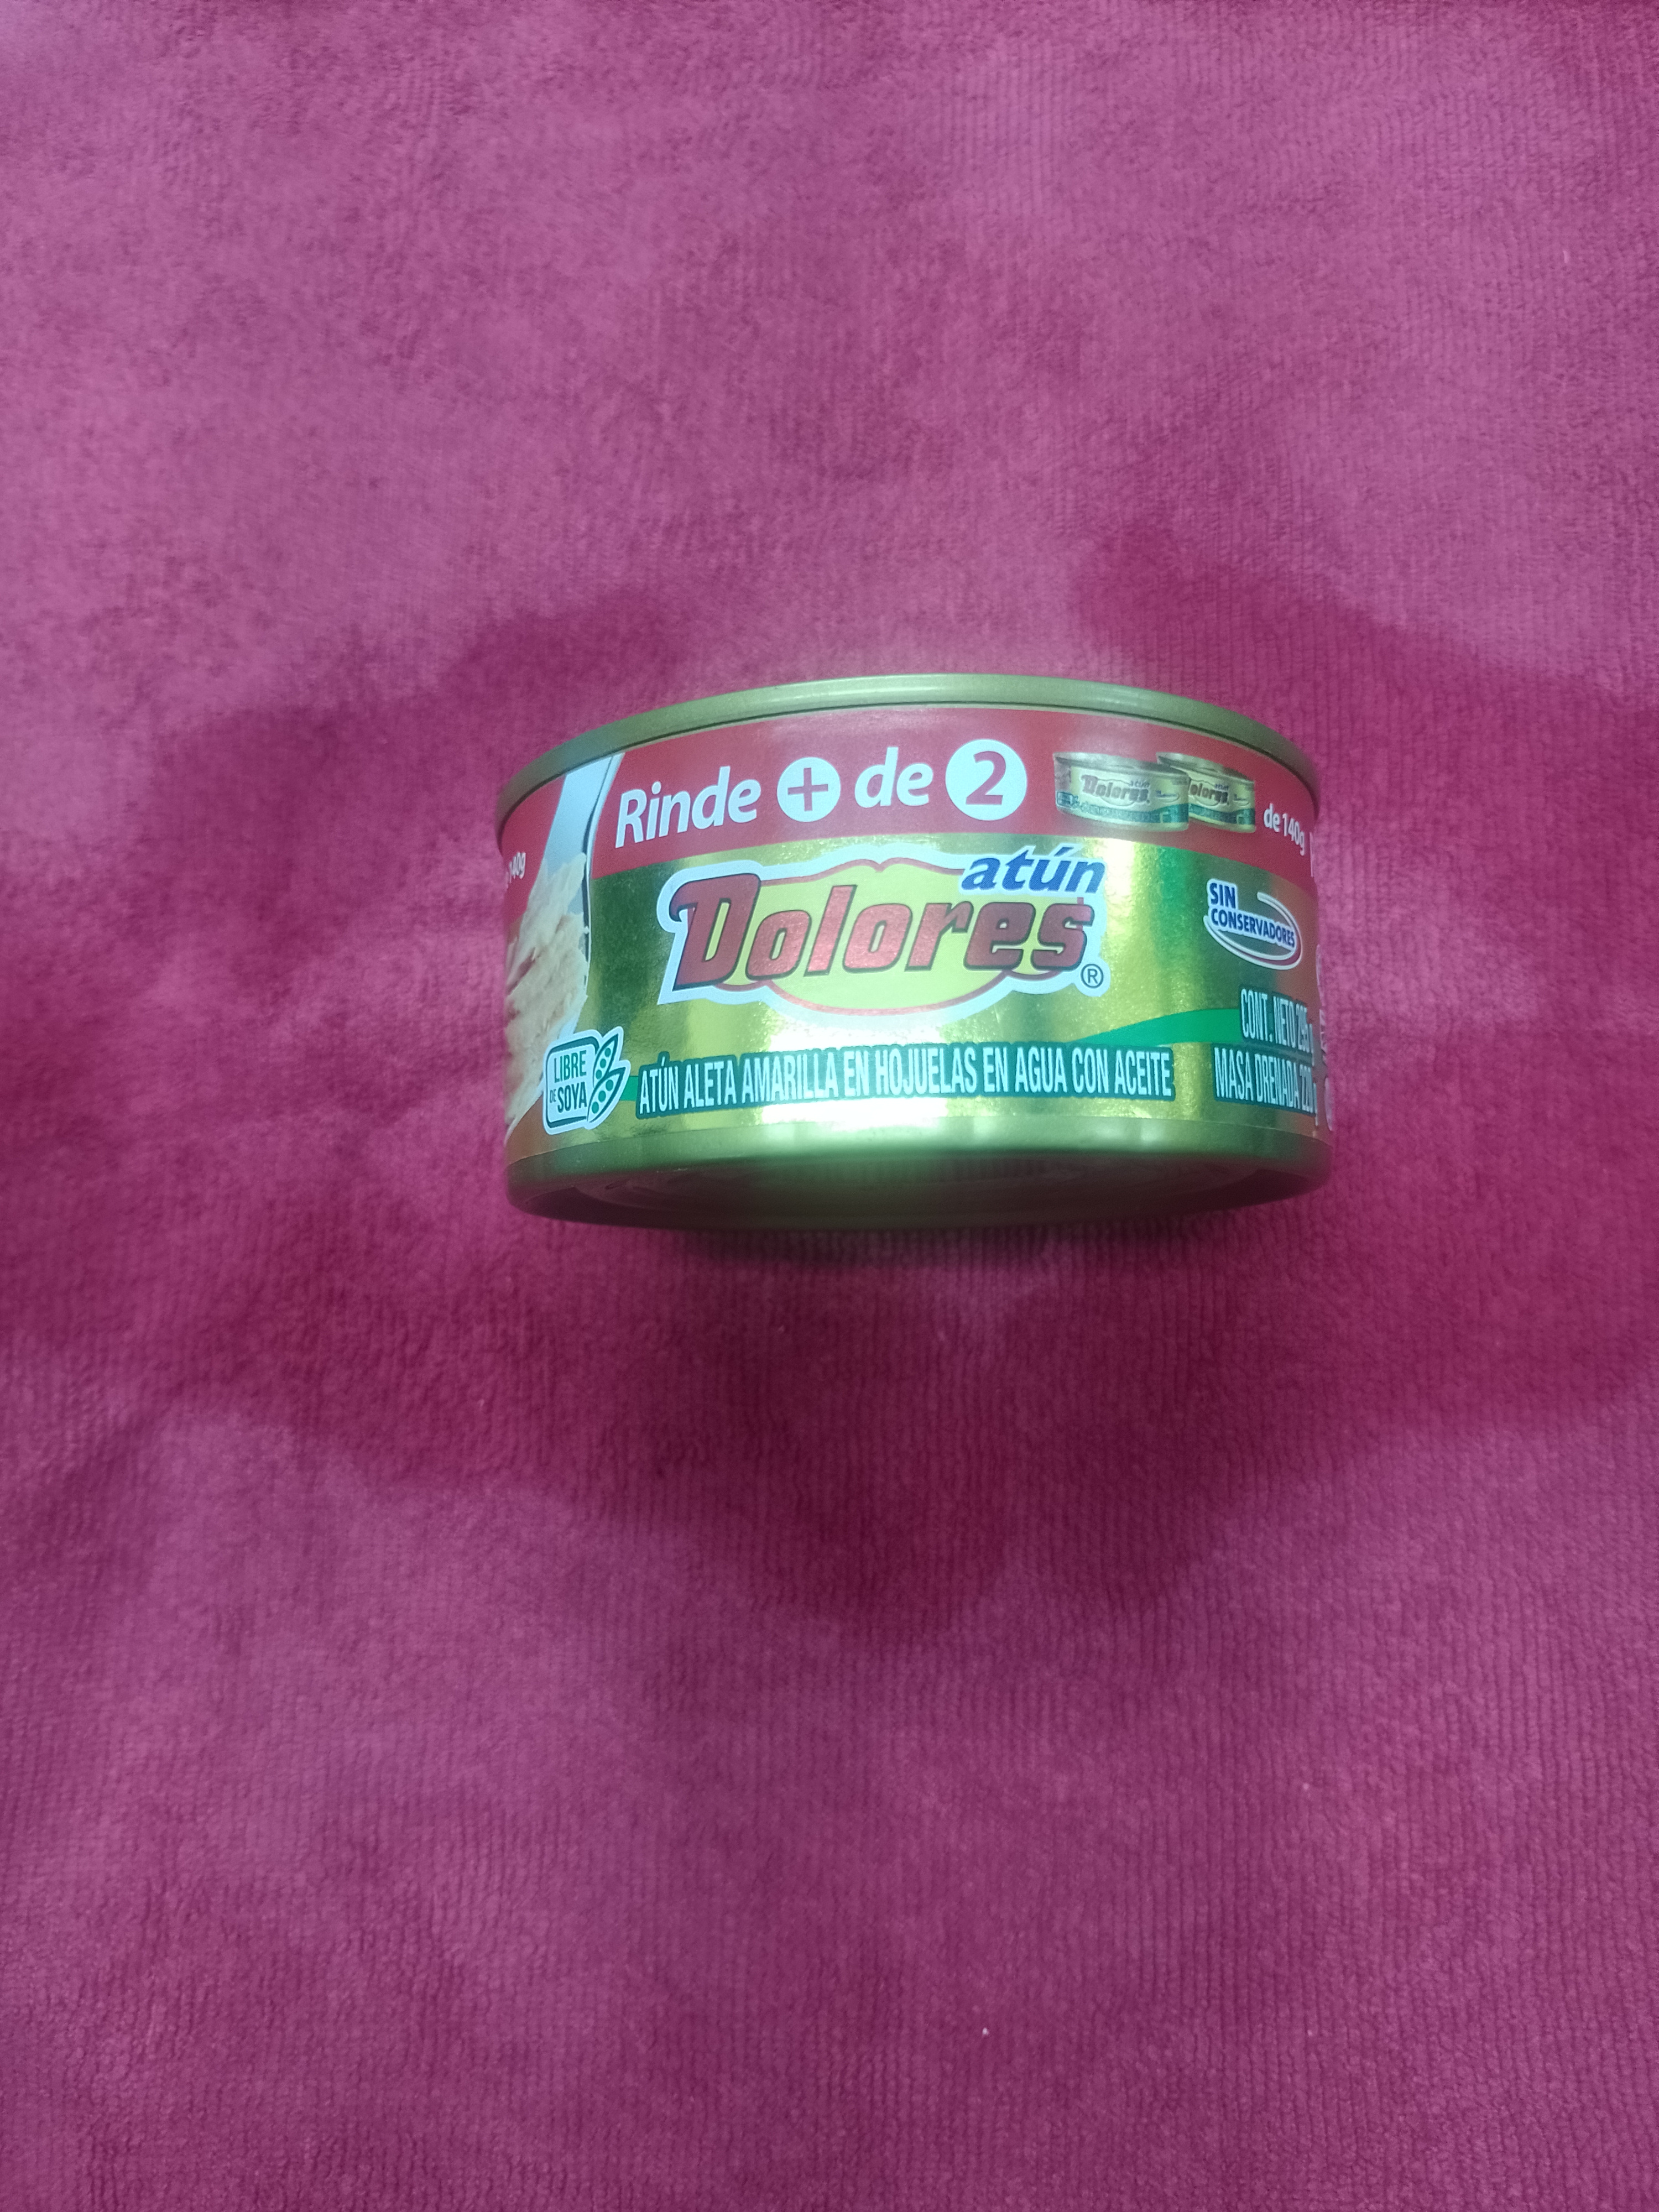 Rinde + de 2
de 140g
140g
atún
Dolores®
SIN
CONSERVADORES
LIBRE
DE SOYA
ATÚN ALETA AMARILLA EN HOJUELAS EN AGUA CON ACEITE
CONT. NETO
MASA DRENADA